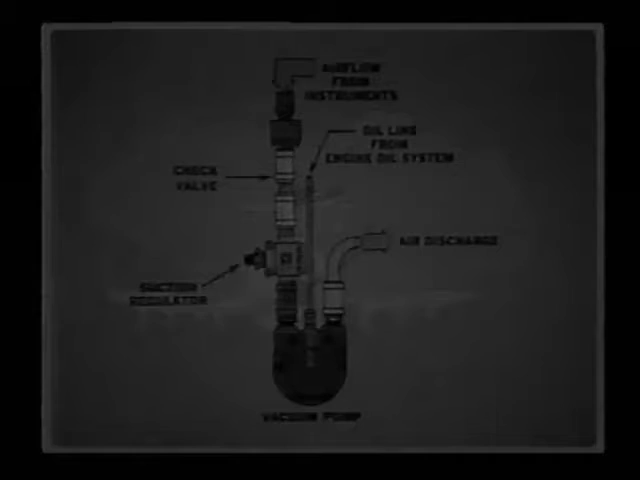 AIRFLOW
FROM
INSTRUMENTS
OIL LINE
FROM
ENGINE OIL SYSTEM
CHECK
VALVE
AIR DISCHARGE
SUCTION
REGULATOR
VACUUM PUMP